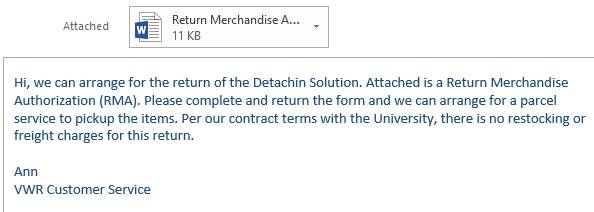 Attached
Return Merchandise A...
11 KB
Hi, we can arrange for the return of the Detachin Solution. Attached is a Return Merchandise
Authorization (RMA). Please complete and return the form and we can arrange for a parcel
service to pickup the items. Per our contract terms with the University, there is no restocking or
freight charges for this return.
Ann
VWR Customer Service